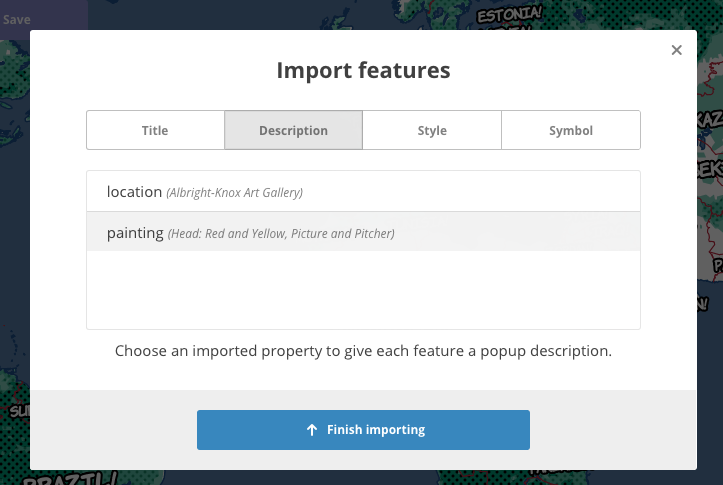 Save
ESTONIA!
Import features
Title
Description
Style
Symbol
location (Albright-Knox Art Gallery)
painting (Head: Red and Yellow, Picture and Pitcher)
Choose an imported property to give each feature a popup description.
Finish importing